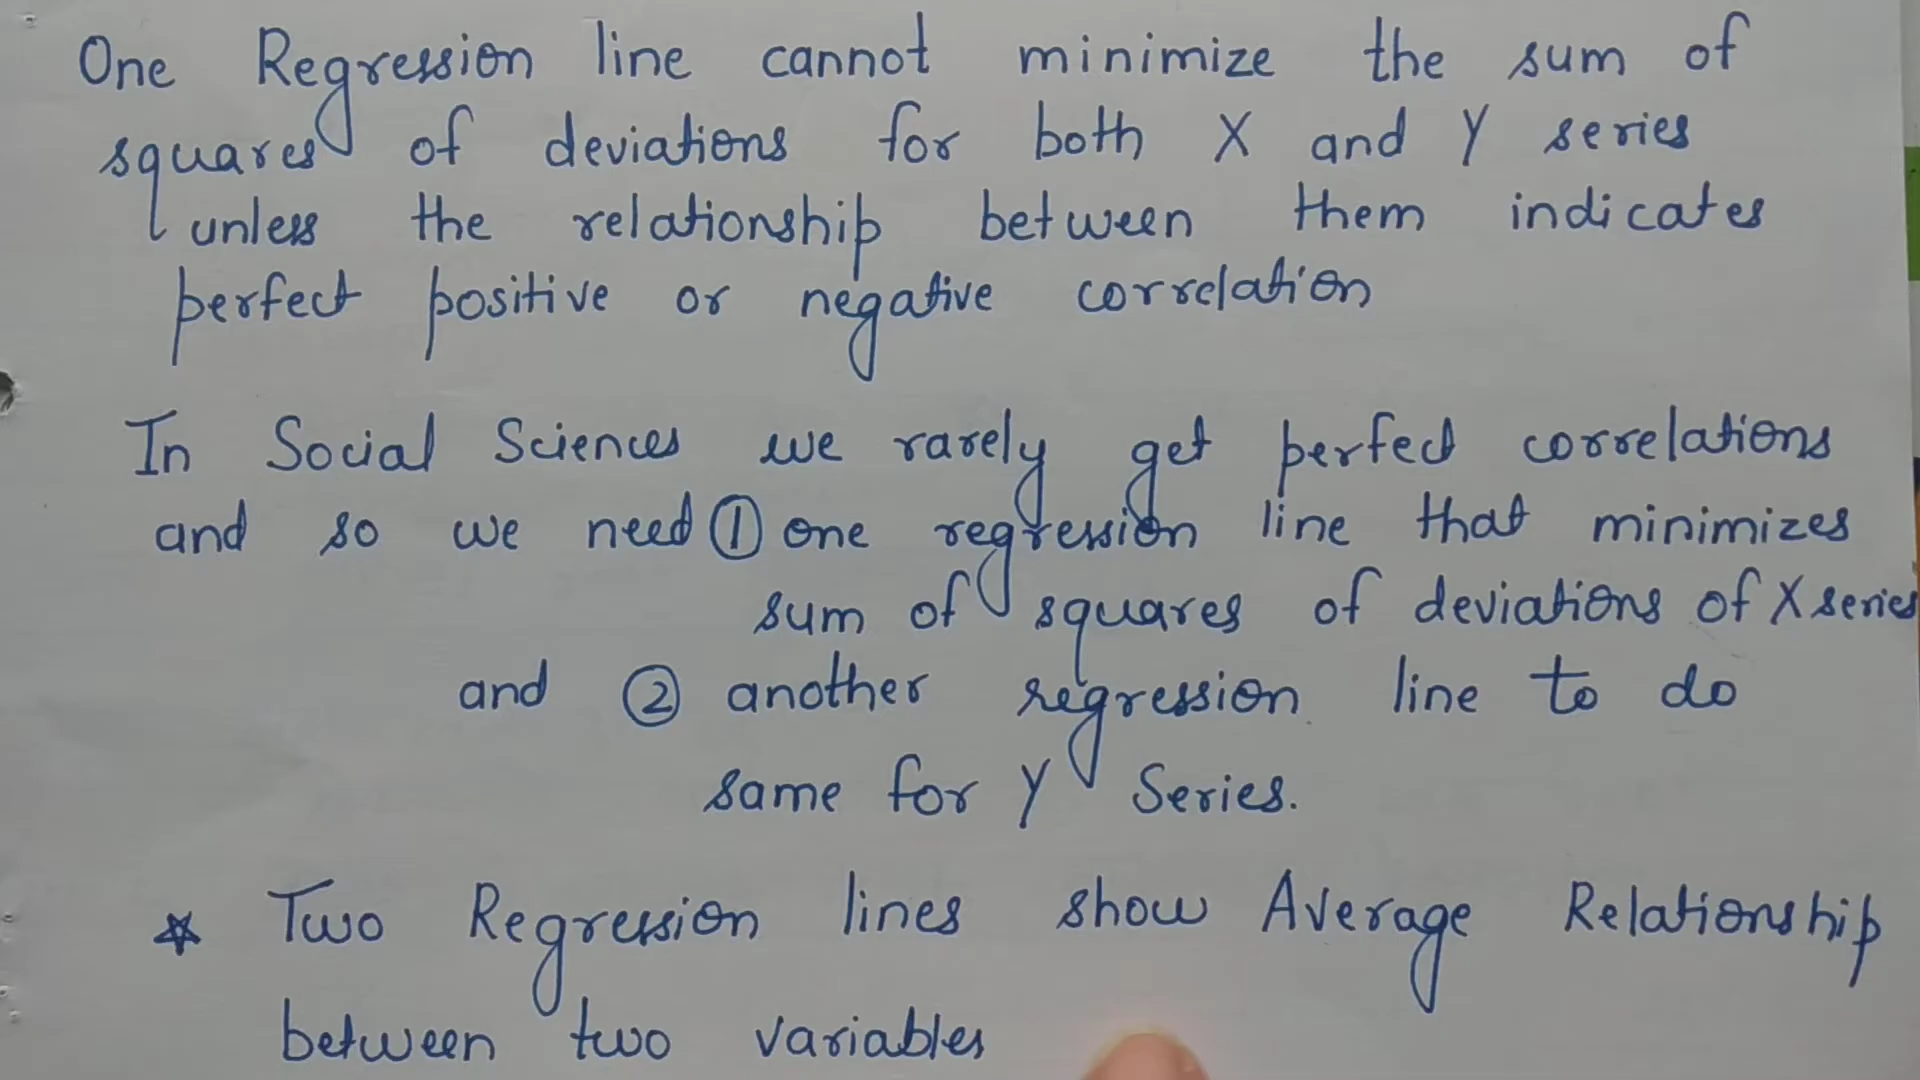 One Regression line cannot minimize the sum of
squares of deviations for both X and Y series
unless the relationship between them indicates
perfect positive or negative correlation
In Social Sciences we rarely get perfect correlations
and so we need ① one regression line that minimizes
sum of squares of deviations of X series
and ② another regression line to do
same for Y Series.
* Two Regression lines show Average Relationship
between two variables